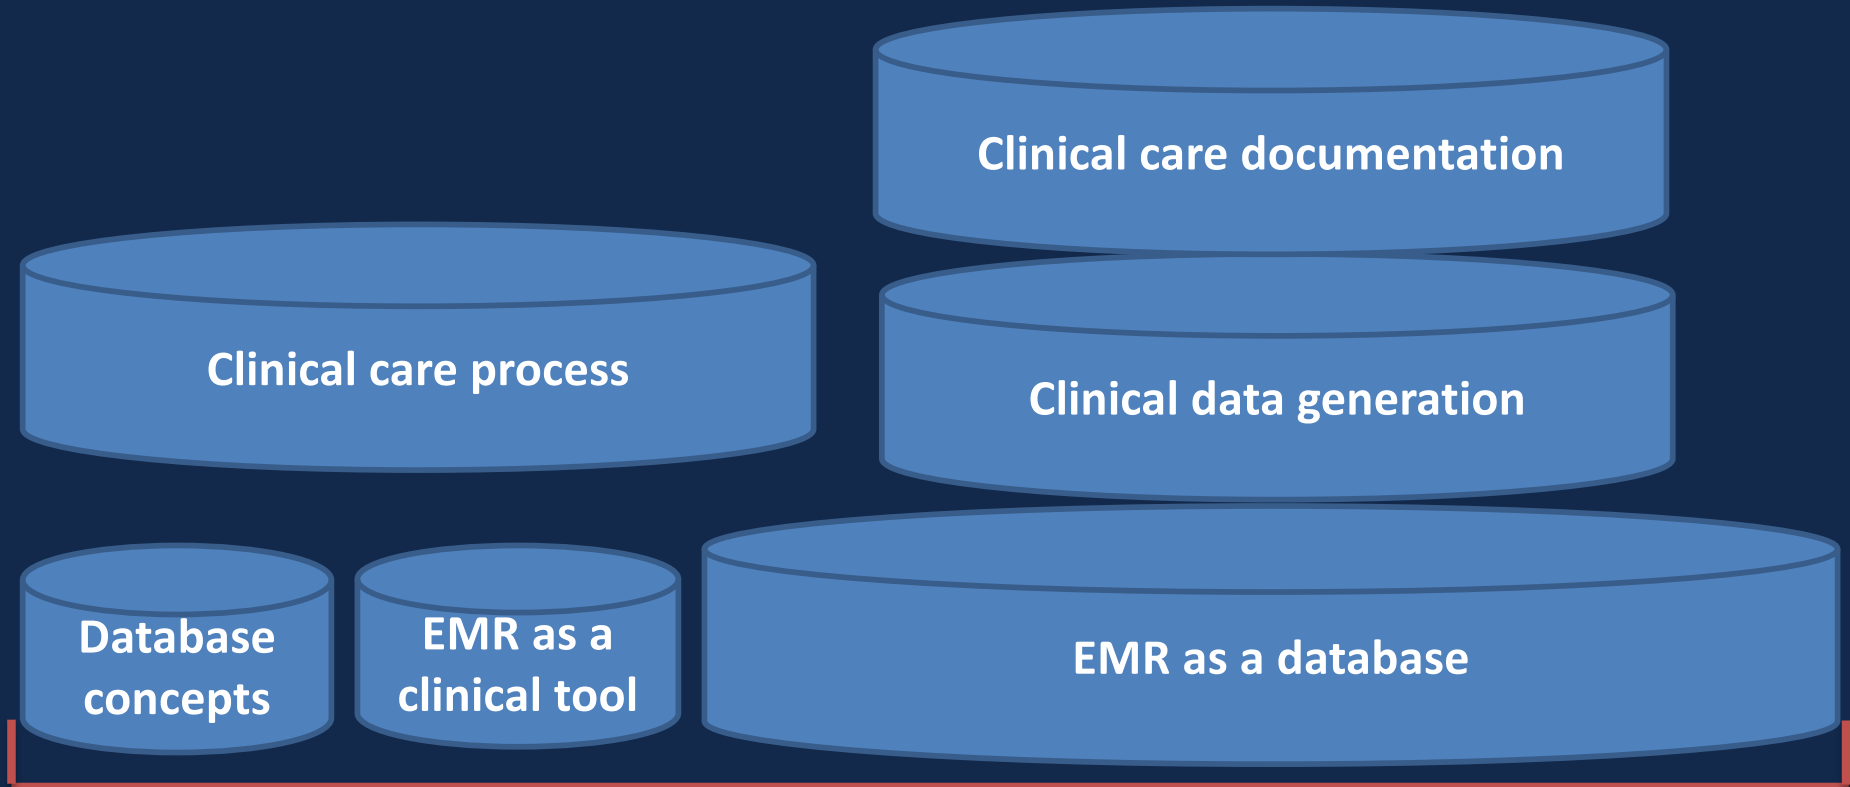 Clinical care documentation
Clinical care process
Clinical data generation
Database
concepts
EMR as a
clinical tool
EMR as a database